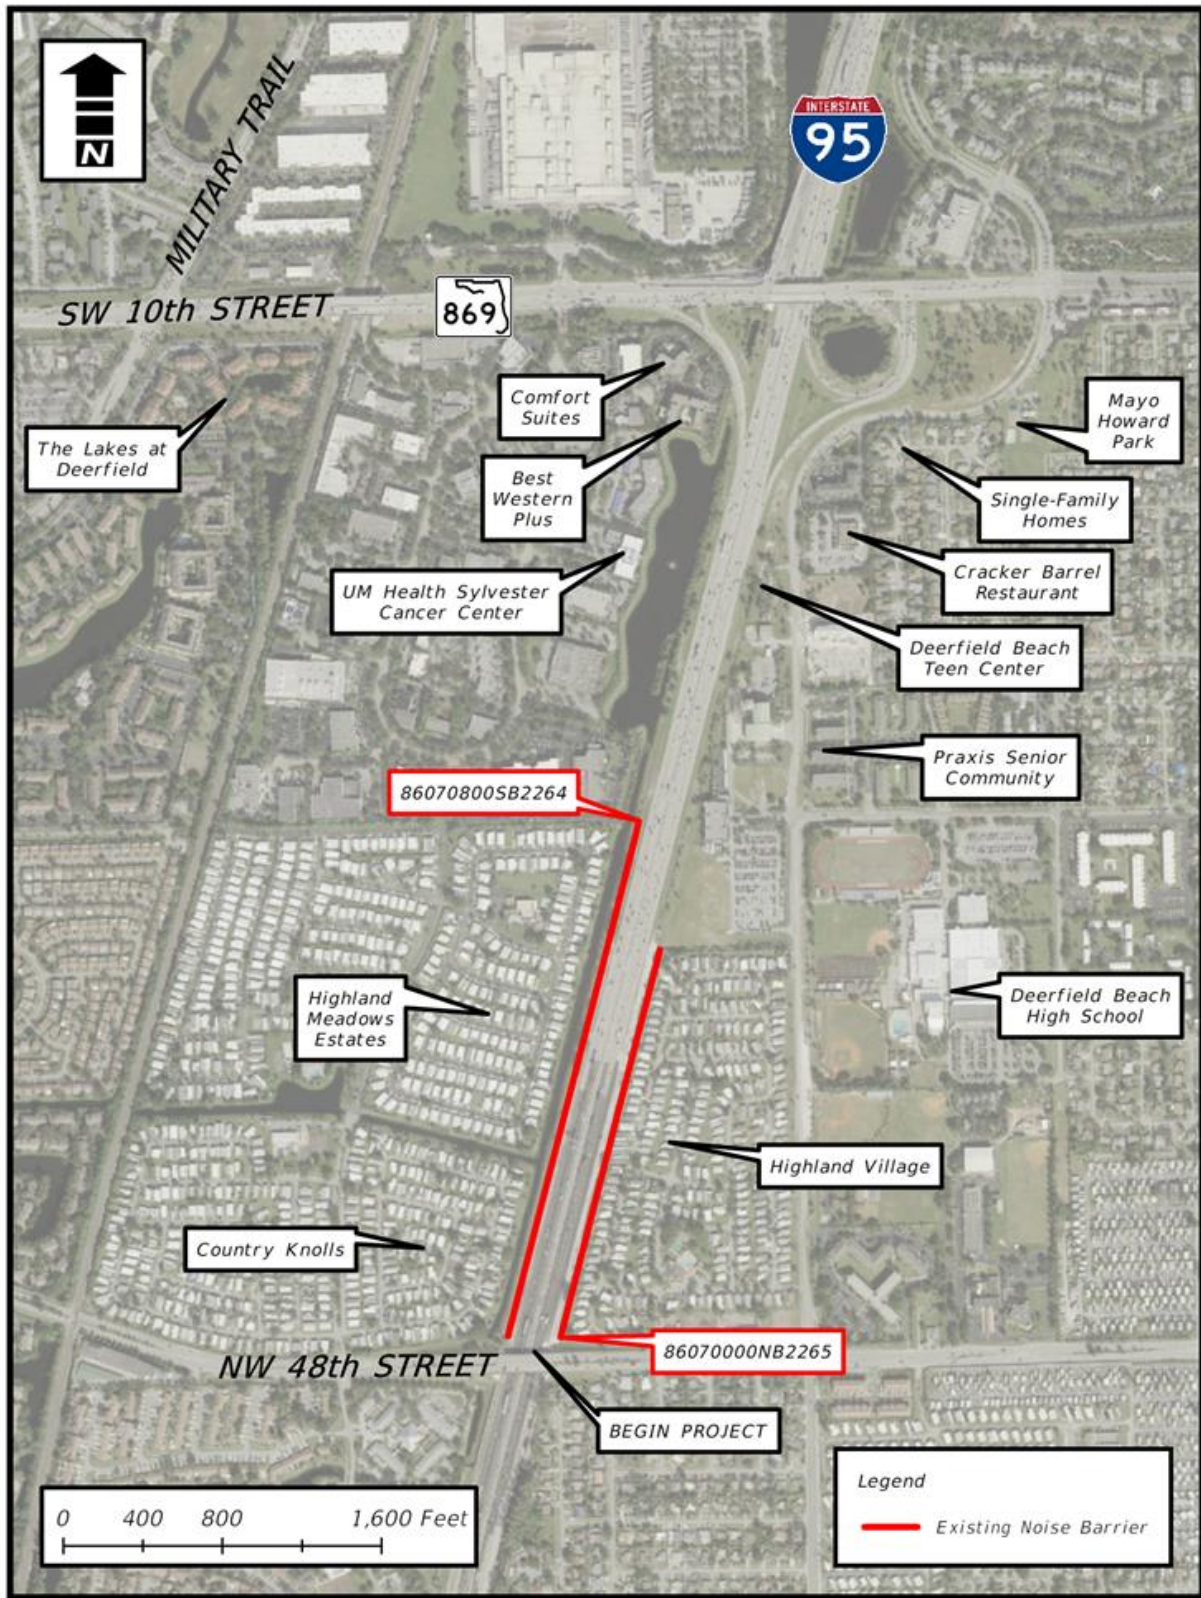 N
MILITARY TRAIL
INTERSTATE
95
SW 10th STREET
869
Comfort
Suites
Mayo
Howard
Park
The Lakes at
Deerfield
Best
Western
Plus
Single-Family
Homes
UM Health Sylvester
Cancer Center
Cracker Barrel
Restaurant
Deerfield Beach
Teen Center
Praxis Senior
Community
86070800SB2264
Highland
Meadows
Estates
Deerfield Beach
High School
Highland Village
Country Knolls
86070000NB2265
NW 48th STREET
BEGIN PROJECT
0 400 800 1,600 Feet
Legend
Existing Noise Barrier